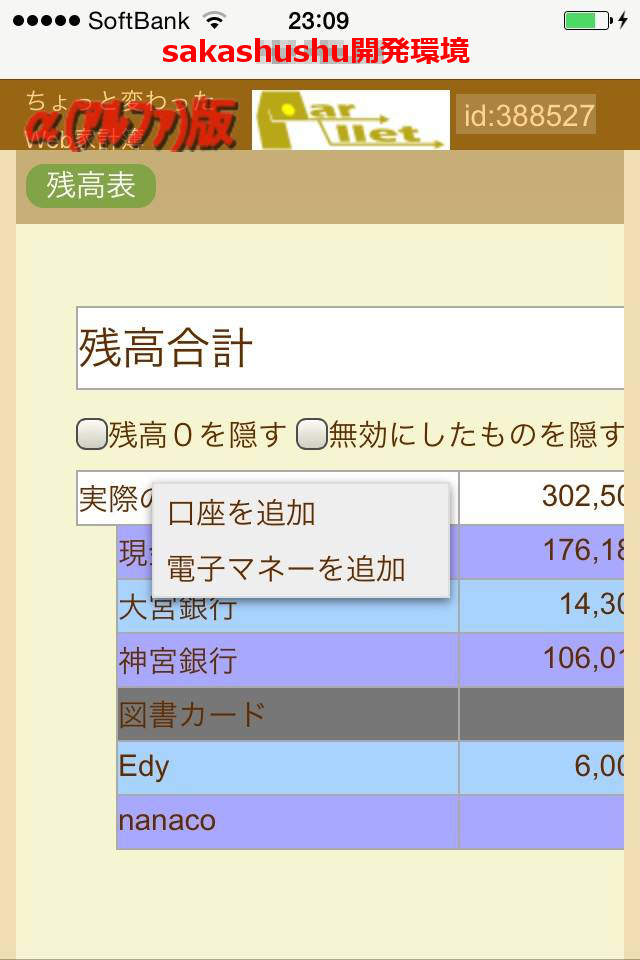 SoftBank 23:09
sakashushu開発環境
ちょっと変わった
Web家計簿
α(アルファ)版
Parllet
id:388527
残高表
残高合計
残高０を隠す 無効にしたものを隠す
実際の 302,50
口座を追加
電子マネーを追加
現 176,18
大宮銀行 14,30
神宮銀行 106,01
図書カード
Edy 6,00
nanaco